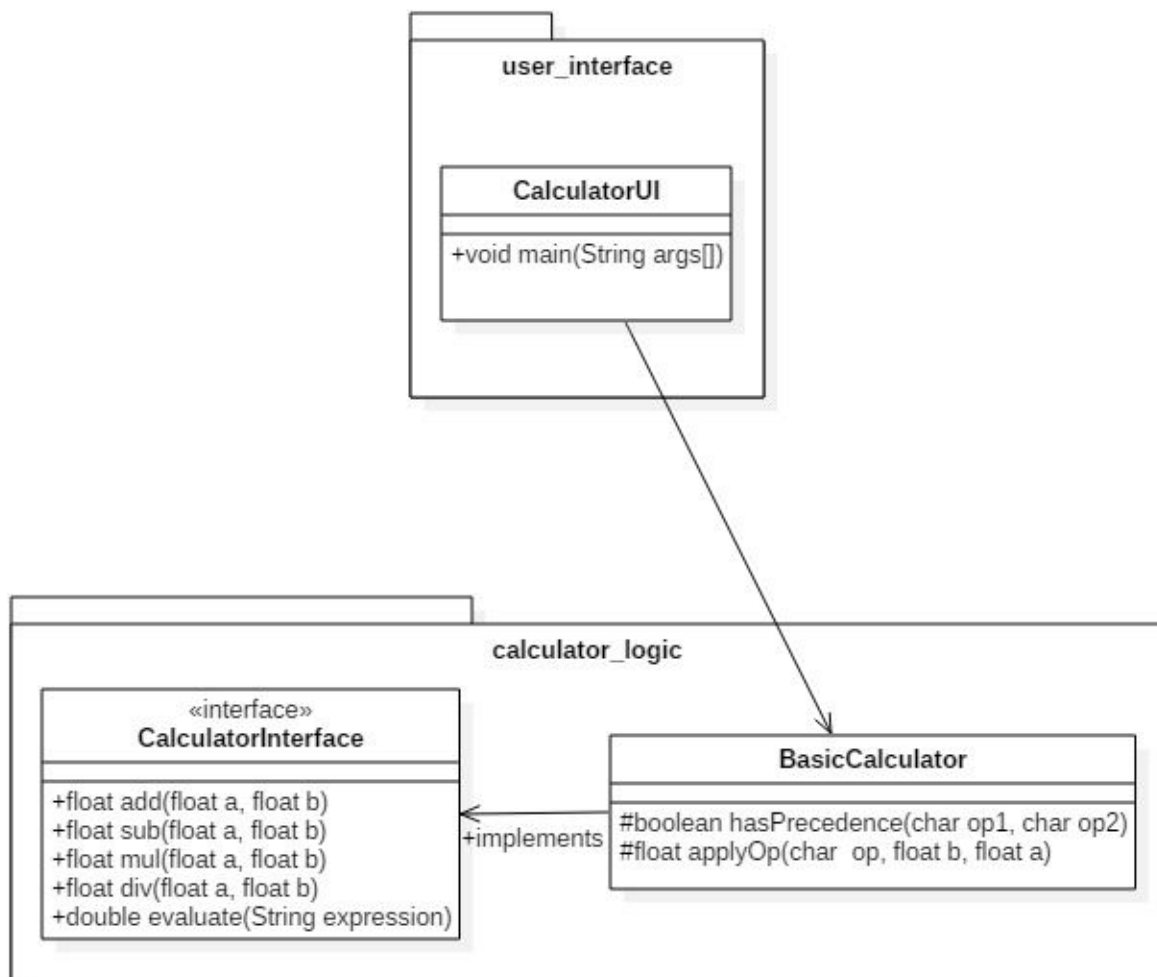 user_interface
CalculatorUI
+void main(String args[])
calculator_logic
«interface»
CalculatorInterface
+float add(float a, float b)
+float sub(float a, float b)
+float mul(float a, float b)
+float div(float a, float b)
+double evaluate(String expression)
+implements
BasicCalculator
#boolean hasPrecedence(char op1, char op2)
#float applyOp(char  op, float b, float a)